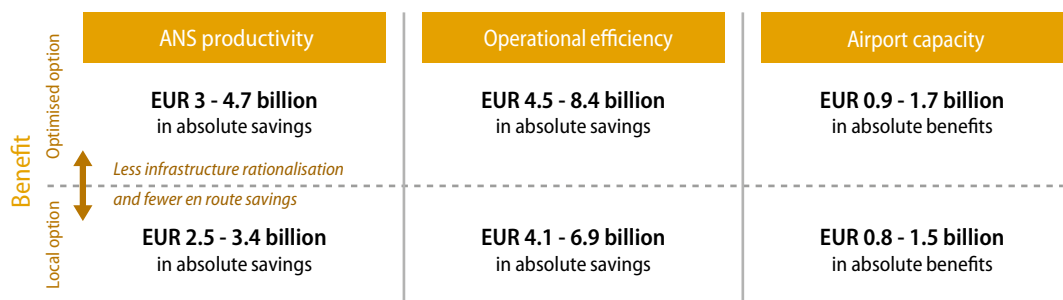 ANS productivity
Operational efficiency
Airport capacity
Benefit
Optimised option
EUR 3 - 4.7 billion
in absolute savings
EUR 4.5 - 8.4 billion
in absolute savings
EUR 0.9 - 1.7 billion
in absolute benefits
Less infrastructure rationalisation
and fewer en route savings
Local option
EUR 2.5 - 3.4 billion
in absolute savings
EUR 4.1 - 6.9 billion
in absolute savings
EUR 0.8 - 1.5 billion
in absolute benefits